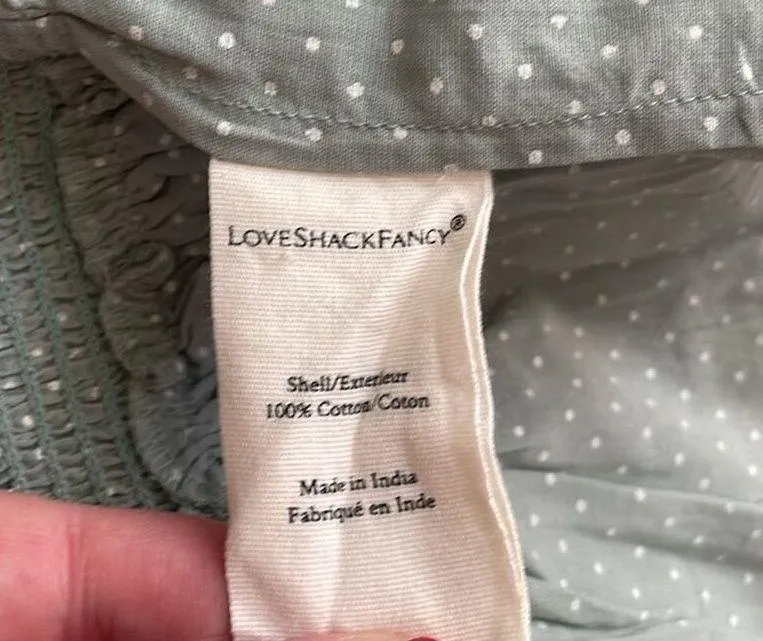 LOVESHACKFANCY®
Shell/Exterieur
100% Cotton/Coton
Made in India
Fabriqué en Inde